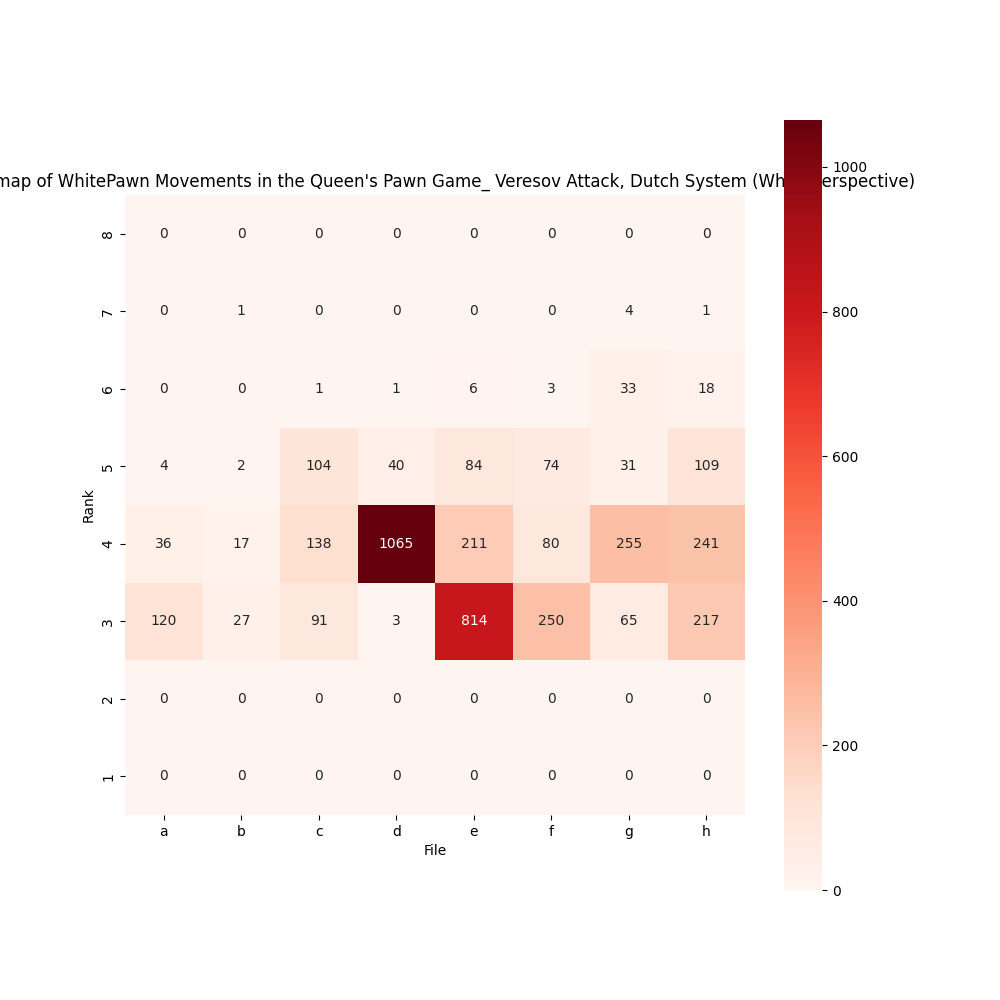 map of WhitePawn Movements in the Queen's Pawn Game_ Veresov Attack, Dutch System (Wh erspective)
8 0 0 0 0 0 0 0 0
7 0 1 0 0 0 0 4 1
6 0 0 1 1 6 3 33 18
5 4 2 104 40 84 74 31 109
4 36 17 138 1065 211 80 255 241
3 120 27 91 3 814 250 65 217
2 0 0 0 0 0 0 0 0
1 0 0 0 0 0 0 0 0
a b c d e f g h
File
Rank
1000
800
600
400
200
0